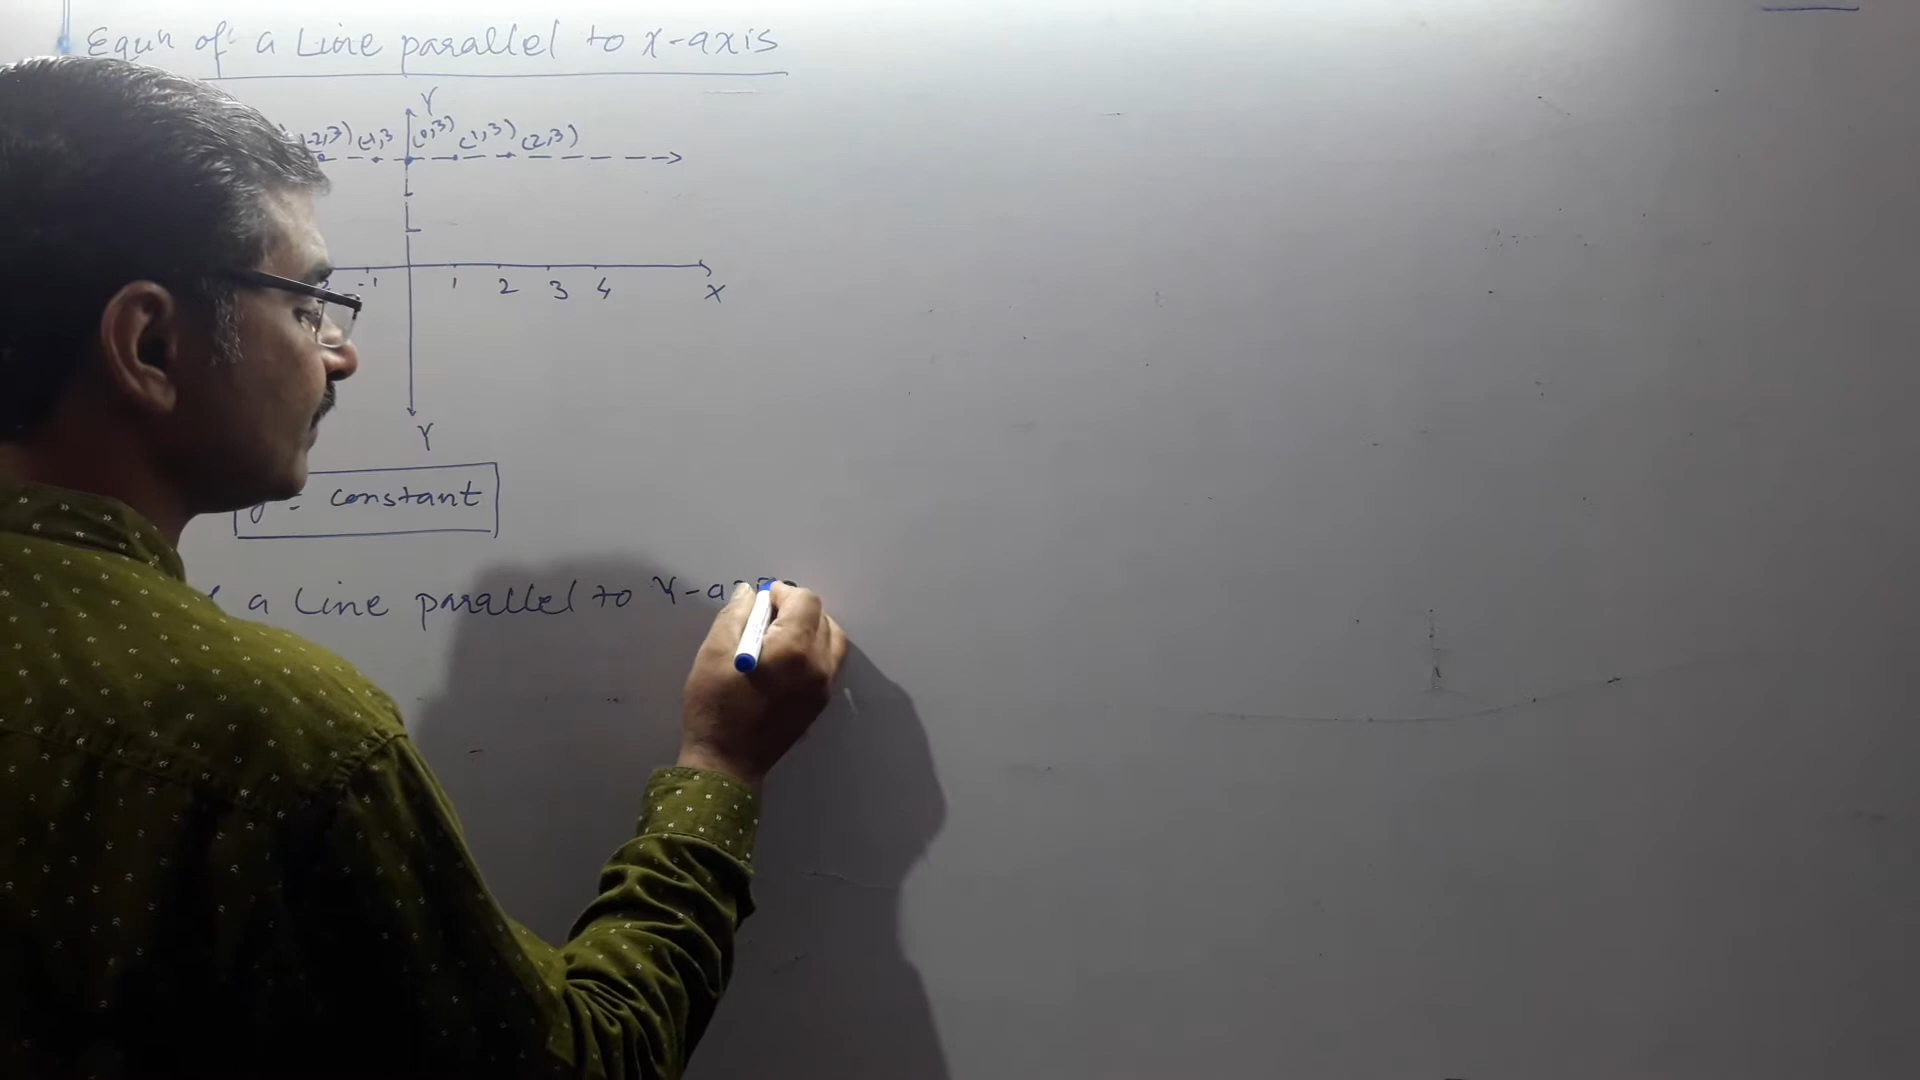 Equn of a Line parallel to x-axis
Y
-2,3) (-1,3 (0,3) (1,3) (2,3)
-1 1 2 3 4
X
Y
= constant
a Line parallel to Y-axis